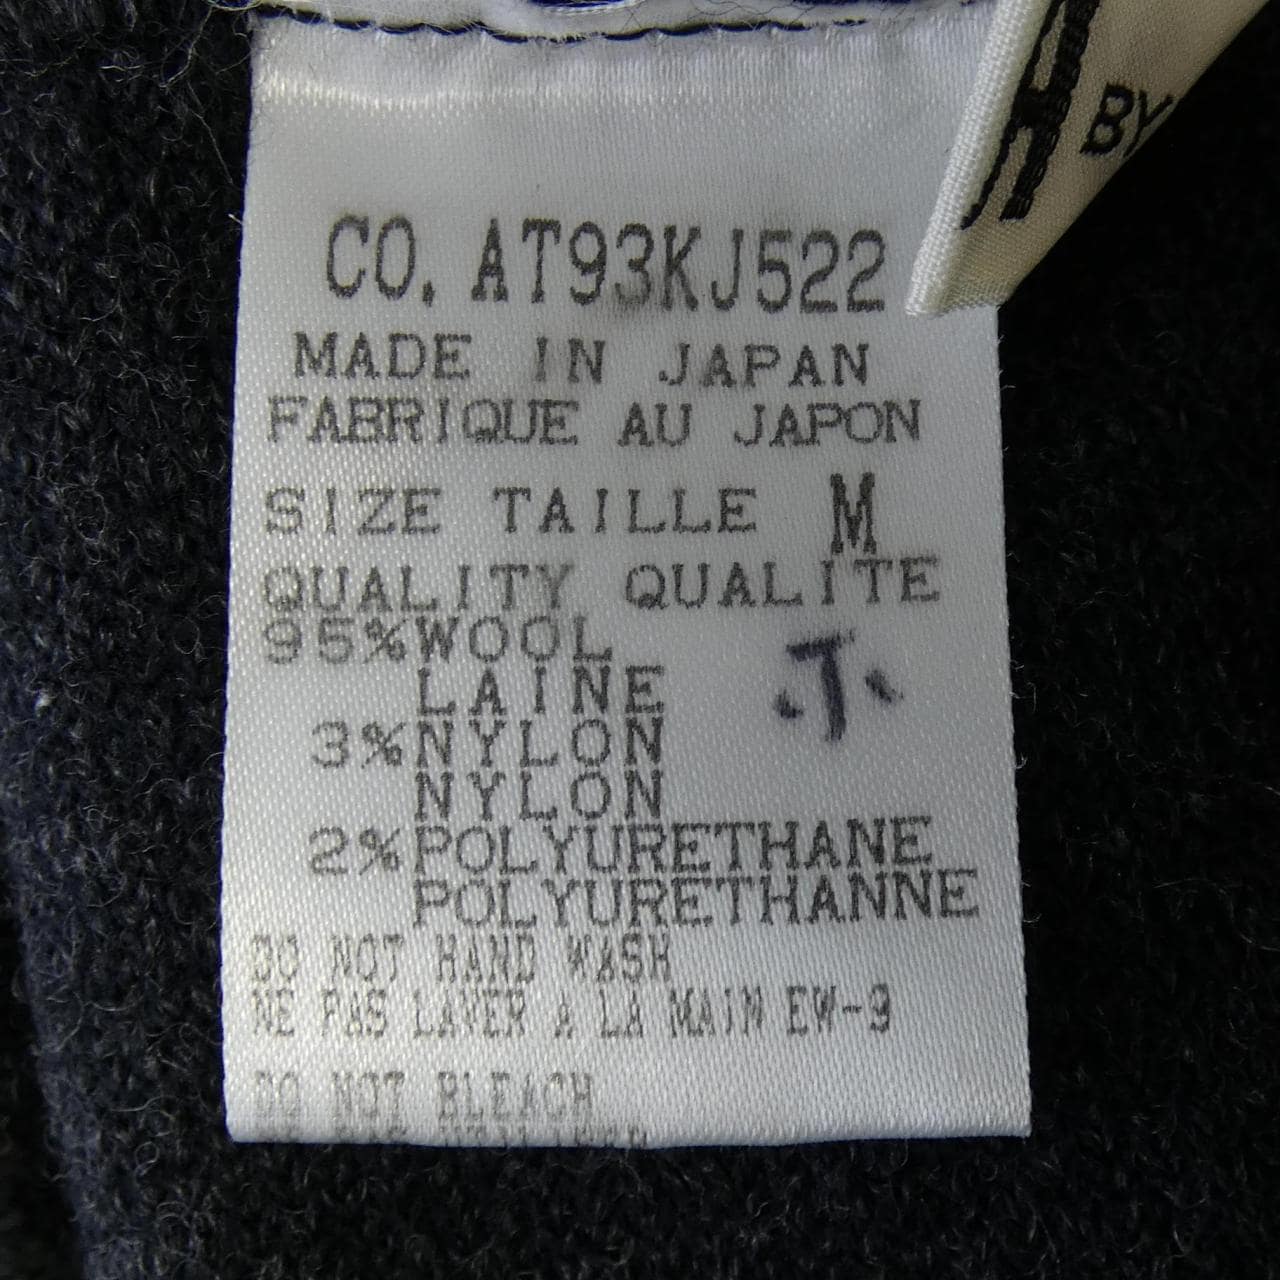 BY
CO. AT93KJ522
MADE IN JAPAN
FABRIQUE AU JAPON
SIZE TAILLE M
QUALITY QUALITE
95%WOOL
LAINE
ホ
3%NYLON
NYLON
2%POLYURETHANE
POLYURETHANNE
DO NOT HAND WASH
NE PAS LAVER A LA MAIN EW-9
DO NOT BLEACH